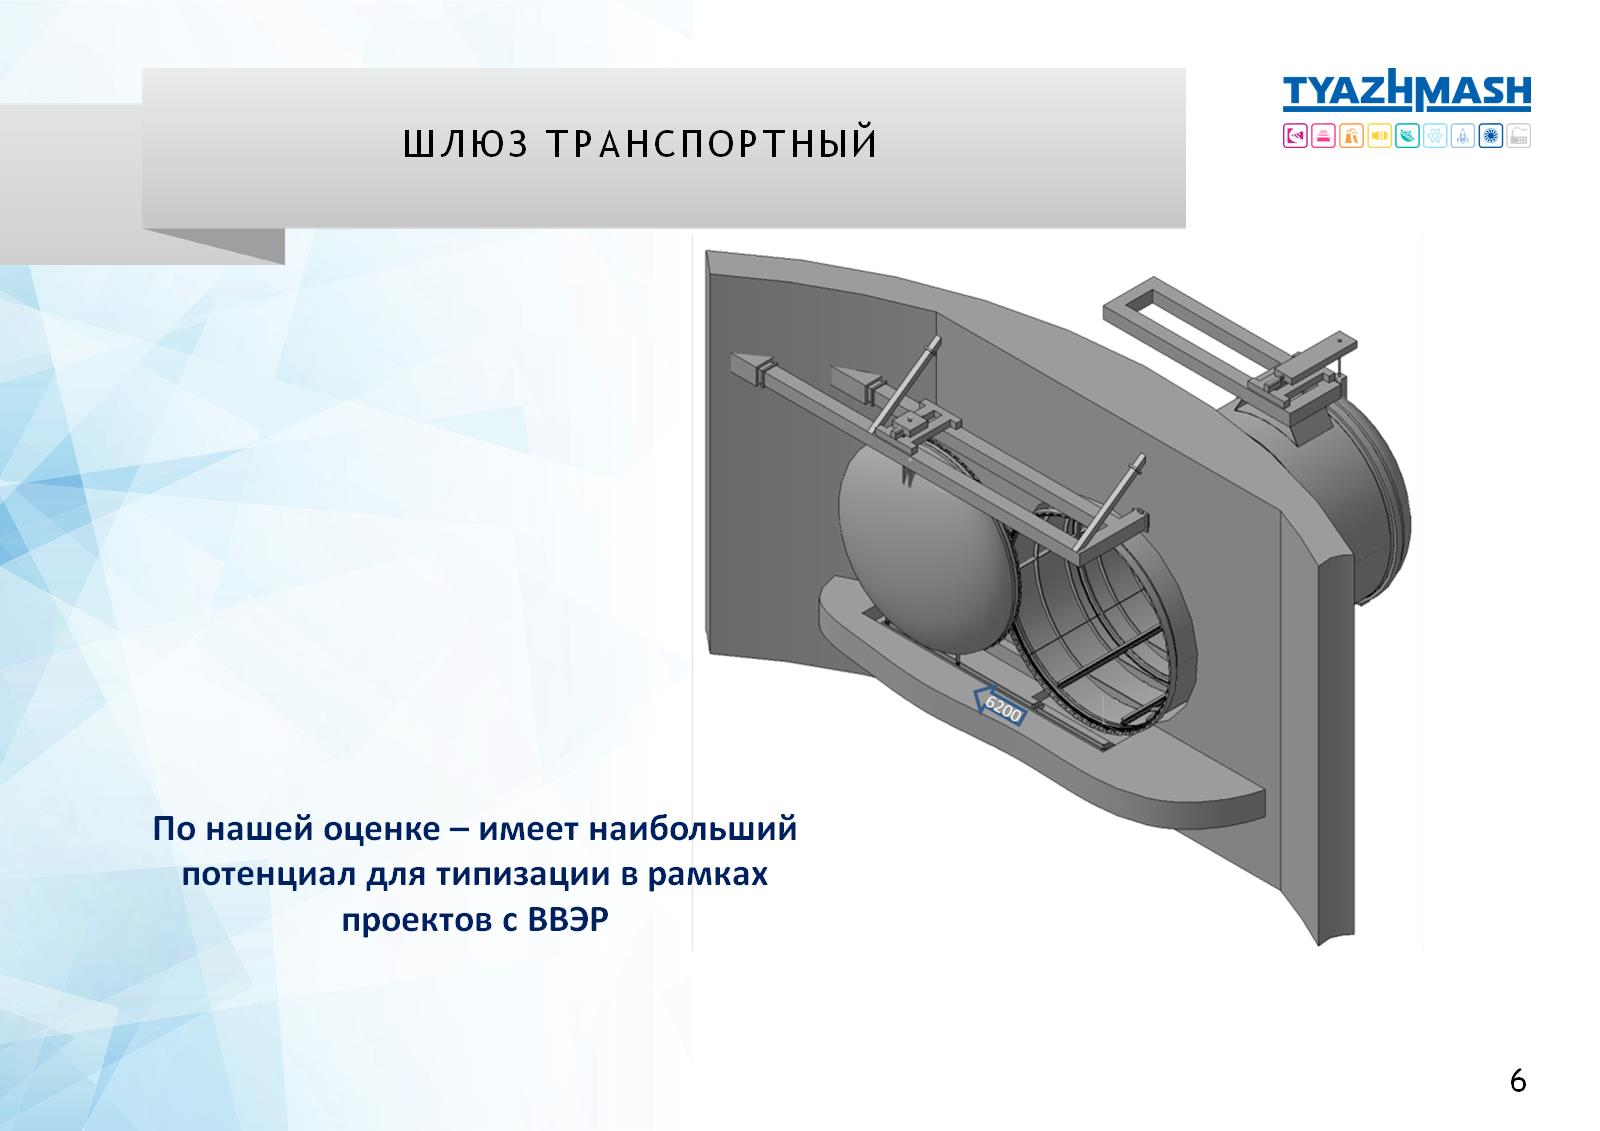 ШЛЮЗ ТРАНСПОРТНЫЙ
TYAZHMASH
6200
По нашей оценке – имеет наибольший
потенциал для типизации в рамках
проектов с ВВЭР
6